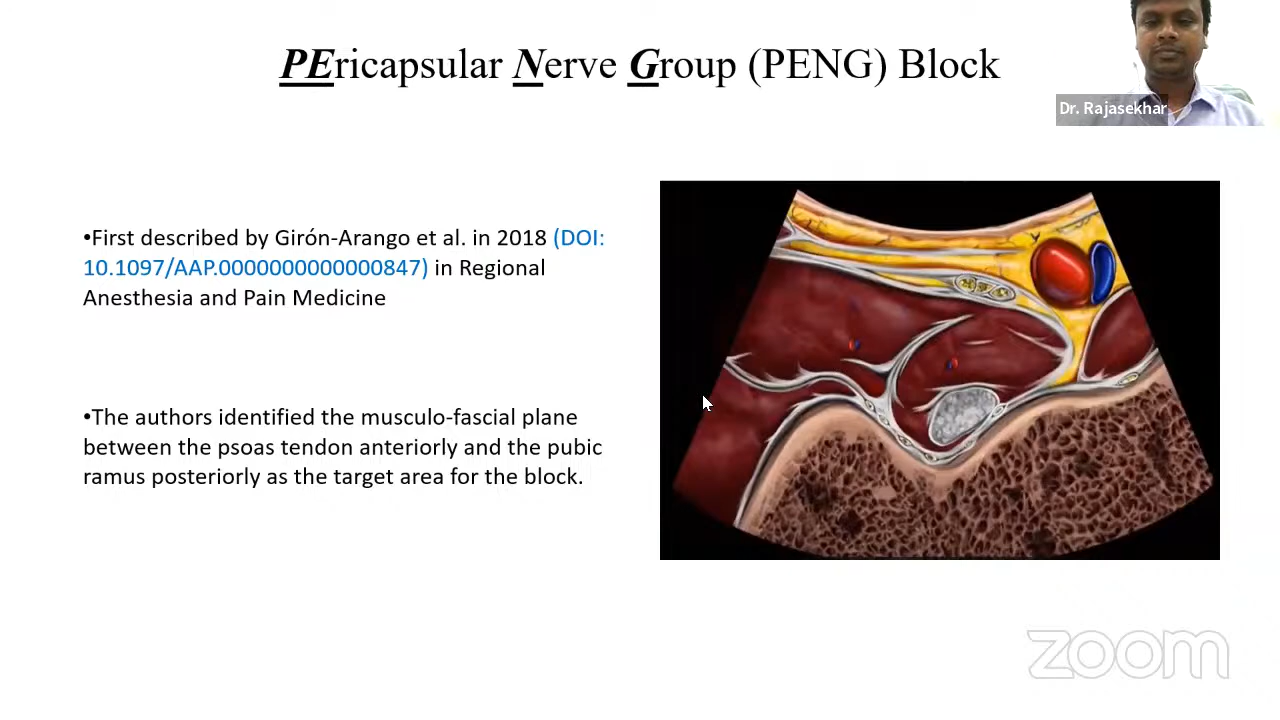 PEricapsular Nerve Group (PENG) Block
Dr. Rajasekhar
•First described by Girón-Arango et al. in 2018 (DOI:
10.1097/AAP.0000000000000847) in Regional
Anesthesia and Pain Medicine
•The authors identified the musculo-fascial plane
between the psoas tendon anteriorly and the pubic
ramus posteriorly as the target area for the block.
zoom